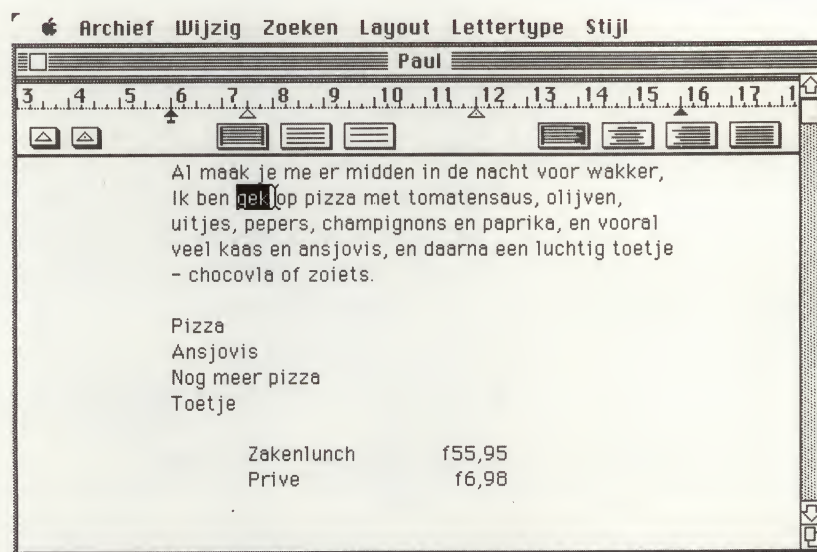 Archief Wijzig Zoeken Layout Lettertype Stijl
Paul
3 4 5 6 7 8 9 10 11 12 13 14 15 16 17 1
Al maak je me er midden in de nacht voor wakker,
Ik ben gek op pizza met tomatensaus, olijven,
uitjes, pepers, champignons en paprika, en vooral
veel kaas en ansjovis, en daarna een luchtig toetje
- chocovla of zoiets.
Pizza
Ansjovis
Nog meer pizza
Toetje
Zakenlunch f55,95
Prive f6,98